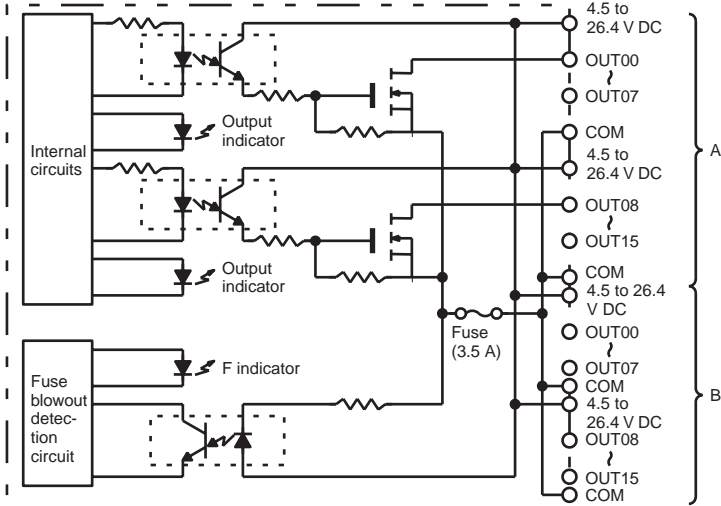 Internal
circuits
Output
indicator
Output
indicator
Fuse
blowout
detec-
tion
circuit
F indicator
Fuse
(3.5 A)
4.5 to
26.4 V DC
OUT00
~
OUT07
COM
4.5 to
26.4 V DC
OUT08
~
OUT15
COM
4.5 to 26.4
V DC
OUT00
~
OUT07
COM
4.5 to
26.4 V DC
OUT08
~
OUT15
COM
A
B